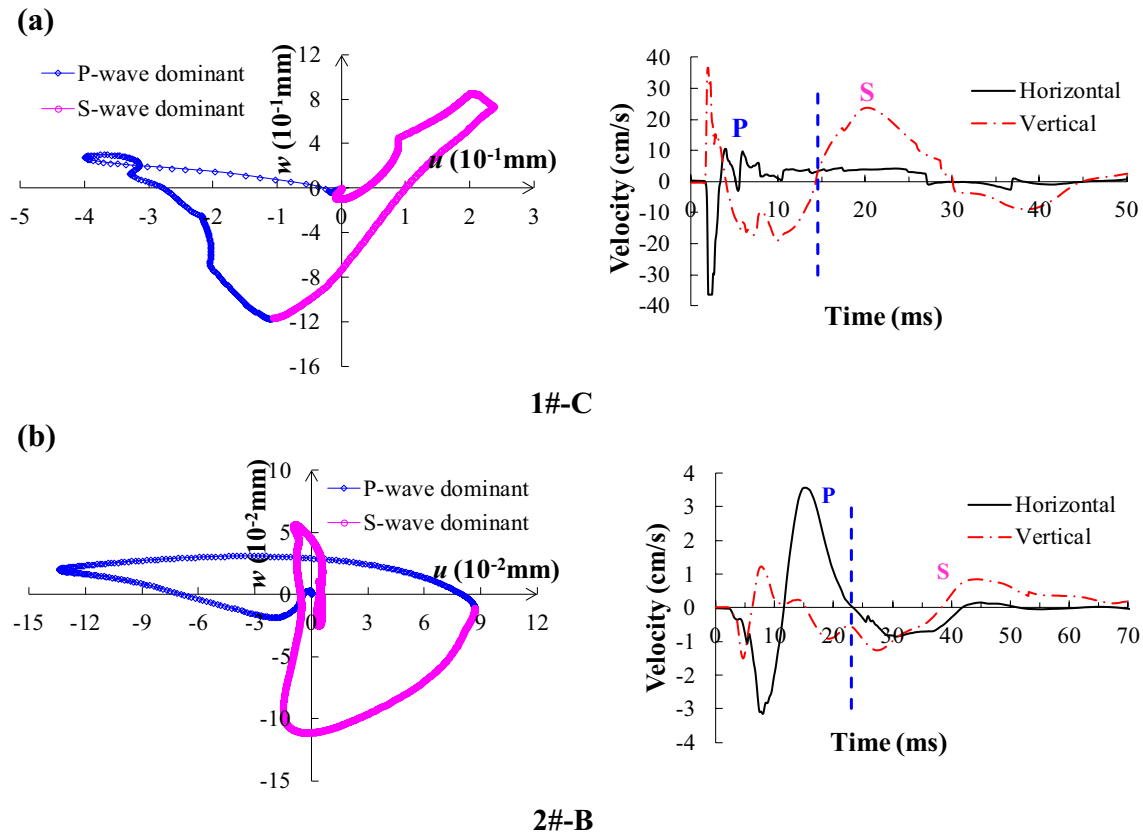 (a)
P-wave dominant
S-wave dominant
w (10⁻¹mm)
u (10⁻¹mm)
12
8
4
0
-4
-8
-12
-16
-5 -4 -3 -2 -1 0 1 2 3
Velocity (cm/s)
40
30
20
10
0
-10
-20
-30
-40
0 10 20 30 40 50
P
S
Horizontal
Vertical
Time (ms)
1#-C
(b)
P-wave dominant
S-wave dominant
w (10⁻²mm)
u (10⁻²mm)
10
5
0
-5
-10
-15
-15 -12 -9 -6 -3 0 3 6 9 12
Velocity (cm/s)
4
3
2
1
0
-1
-2
-3
-4
0 10 20 30 40 50 60 70
P
S
Horizontal
Vertical
Time (ms)
2#-B